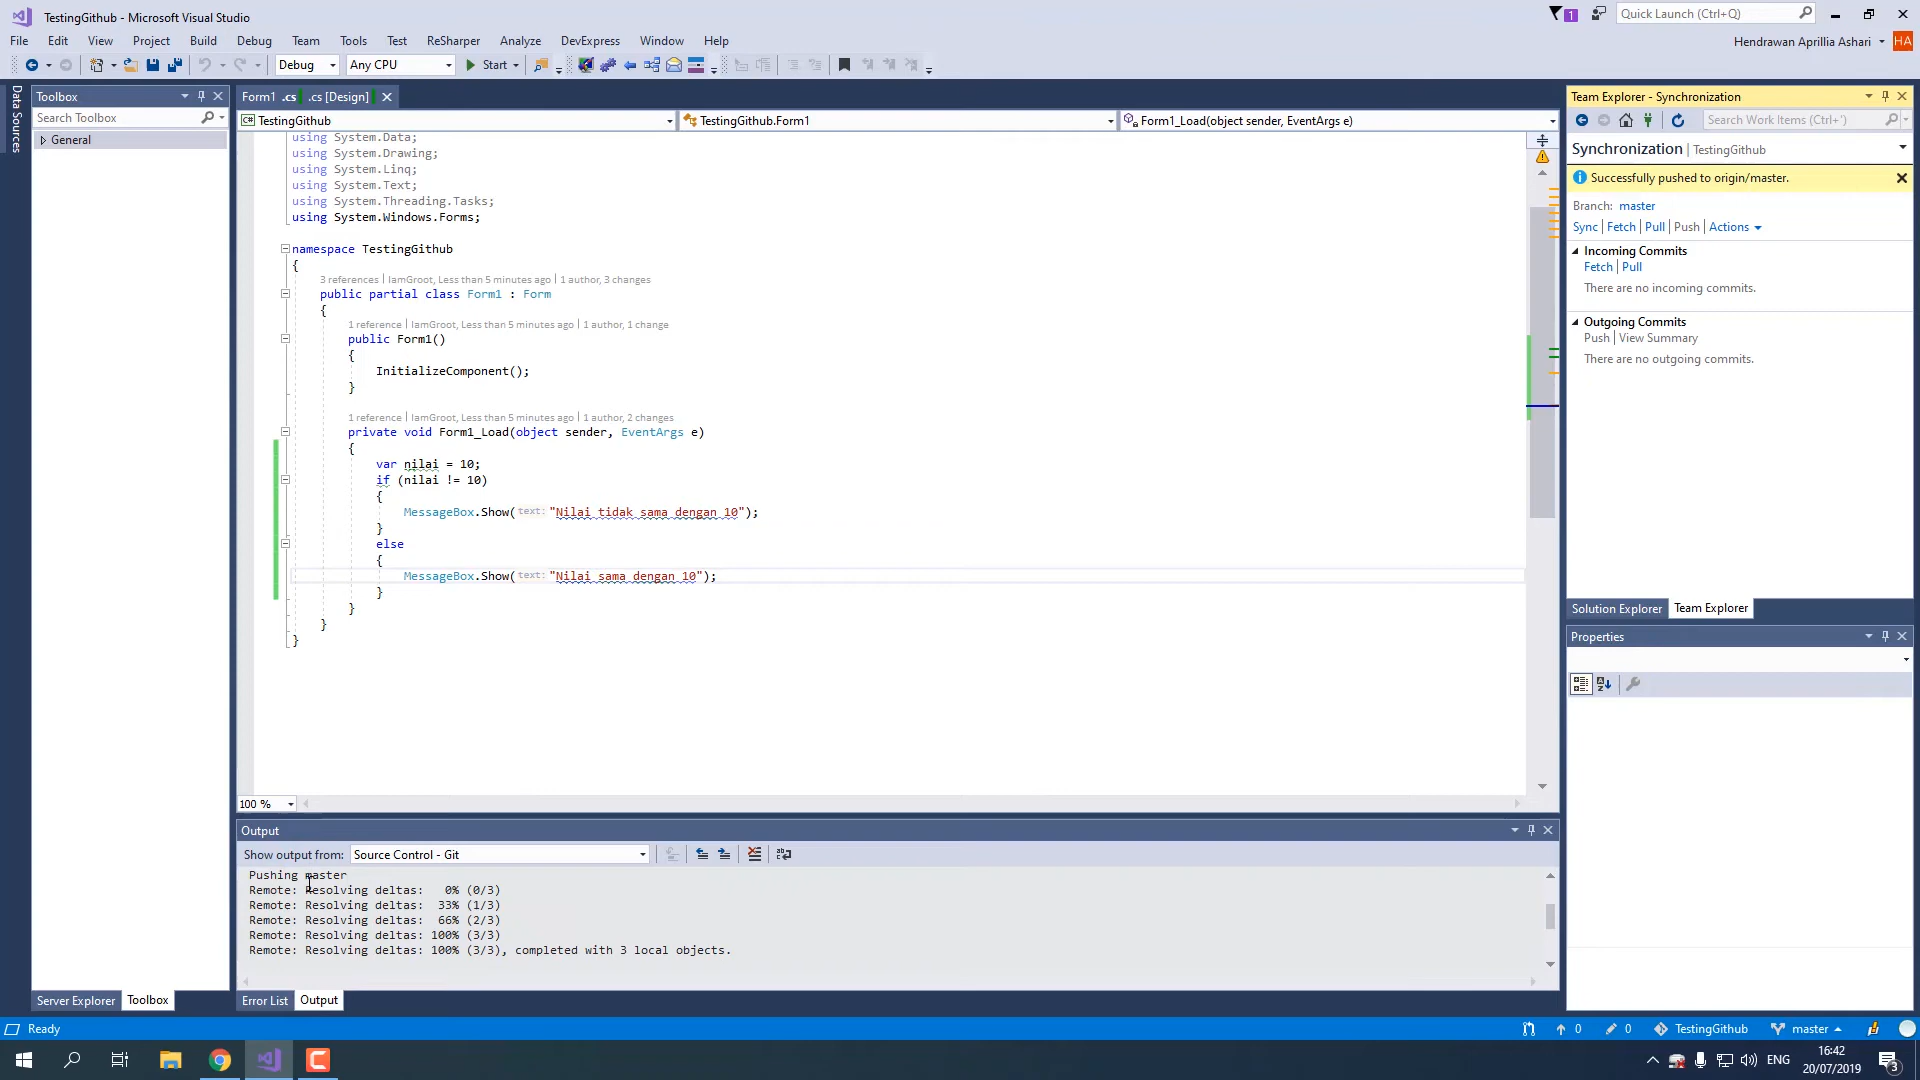 TestingGithub - Microsoft Visual Studio
1
Quick Launch (Ctrl+Q)
File Edit View Project Build Debug Team Tools Test ReSharper Analyze DevExpress Window Help
Hendrawan Aprillia Ashari HA
Debug Any CPU Start
Data Sources
Toolbox
Search Toolbox
General
Form1 .cs .cs [Design]
TestingGithub TestingGithub.Form1 Form1_Load(object sender, EventArgs e)
using System.Data;
using System.Drawing;
using System.Linq;
using System.Text;
using System.Threading.Tasks;
using System.Windows.Forms;
namespace TestingGithub
{
3 references | IamGroot, Less than 5 minutes ago | 1 author, 3 changes
public partial class Form1 : Form
{
1 reference | IamGroot, Less than 5 minutes ago | 1 author, 1 change
public Form1()
{
InitializeComponent();
}
1 reference | IamGroot, Less than 5 minutes ago | 1 author, 2 changes
private void Form1_Load(object sender, EventArgs e)
{
var nilai = 10;
if (nilai != 10)
{
MessageBox.Show(text: "Nilai tidak sama dengan 10");
}
else
{
MessageBox.Show(text: "Nilai sama dengan 10");
}
}
}
}
100 %
Output
Show output from: Source Control - Git
Pushing master
Remote: Resolving deltas:   0% (0/3)
Remote: Resolving deltas:  33% (1/3)
Remote: Resolving deltas:  66% (2/3)
Remote: Resolving deltas: 100% (3/3)
Remote: Resolving deltas: 100% (3/3), completed with 3 local objects.
Server Explorer Toolbox
Error List Output
Team Explorer - Synchronization
Search Work Items (Ctrl+')
Synchronization | TestingGithub
Successfully pushed to origin/master.
Branch: master
Sync | Fetch | Pull | Push | Actions
Incoming Commits
Fetch | Pull
There are no incoming commits.
Outgoing Commits
Push | View Summary
There are no outgoing commits.
Solution Explorer Team Explorer
Properties
Ready
0 0 TestingGithub master
ENG
16:42
20/07/2019
3